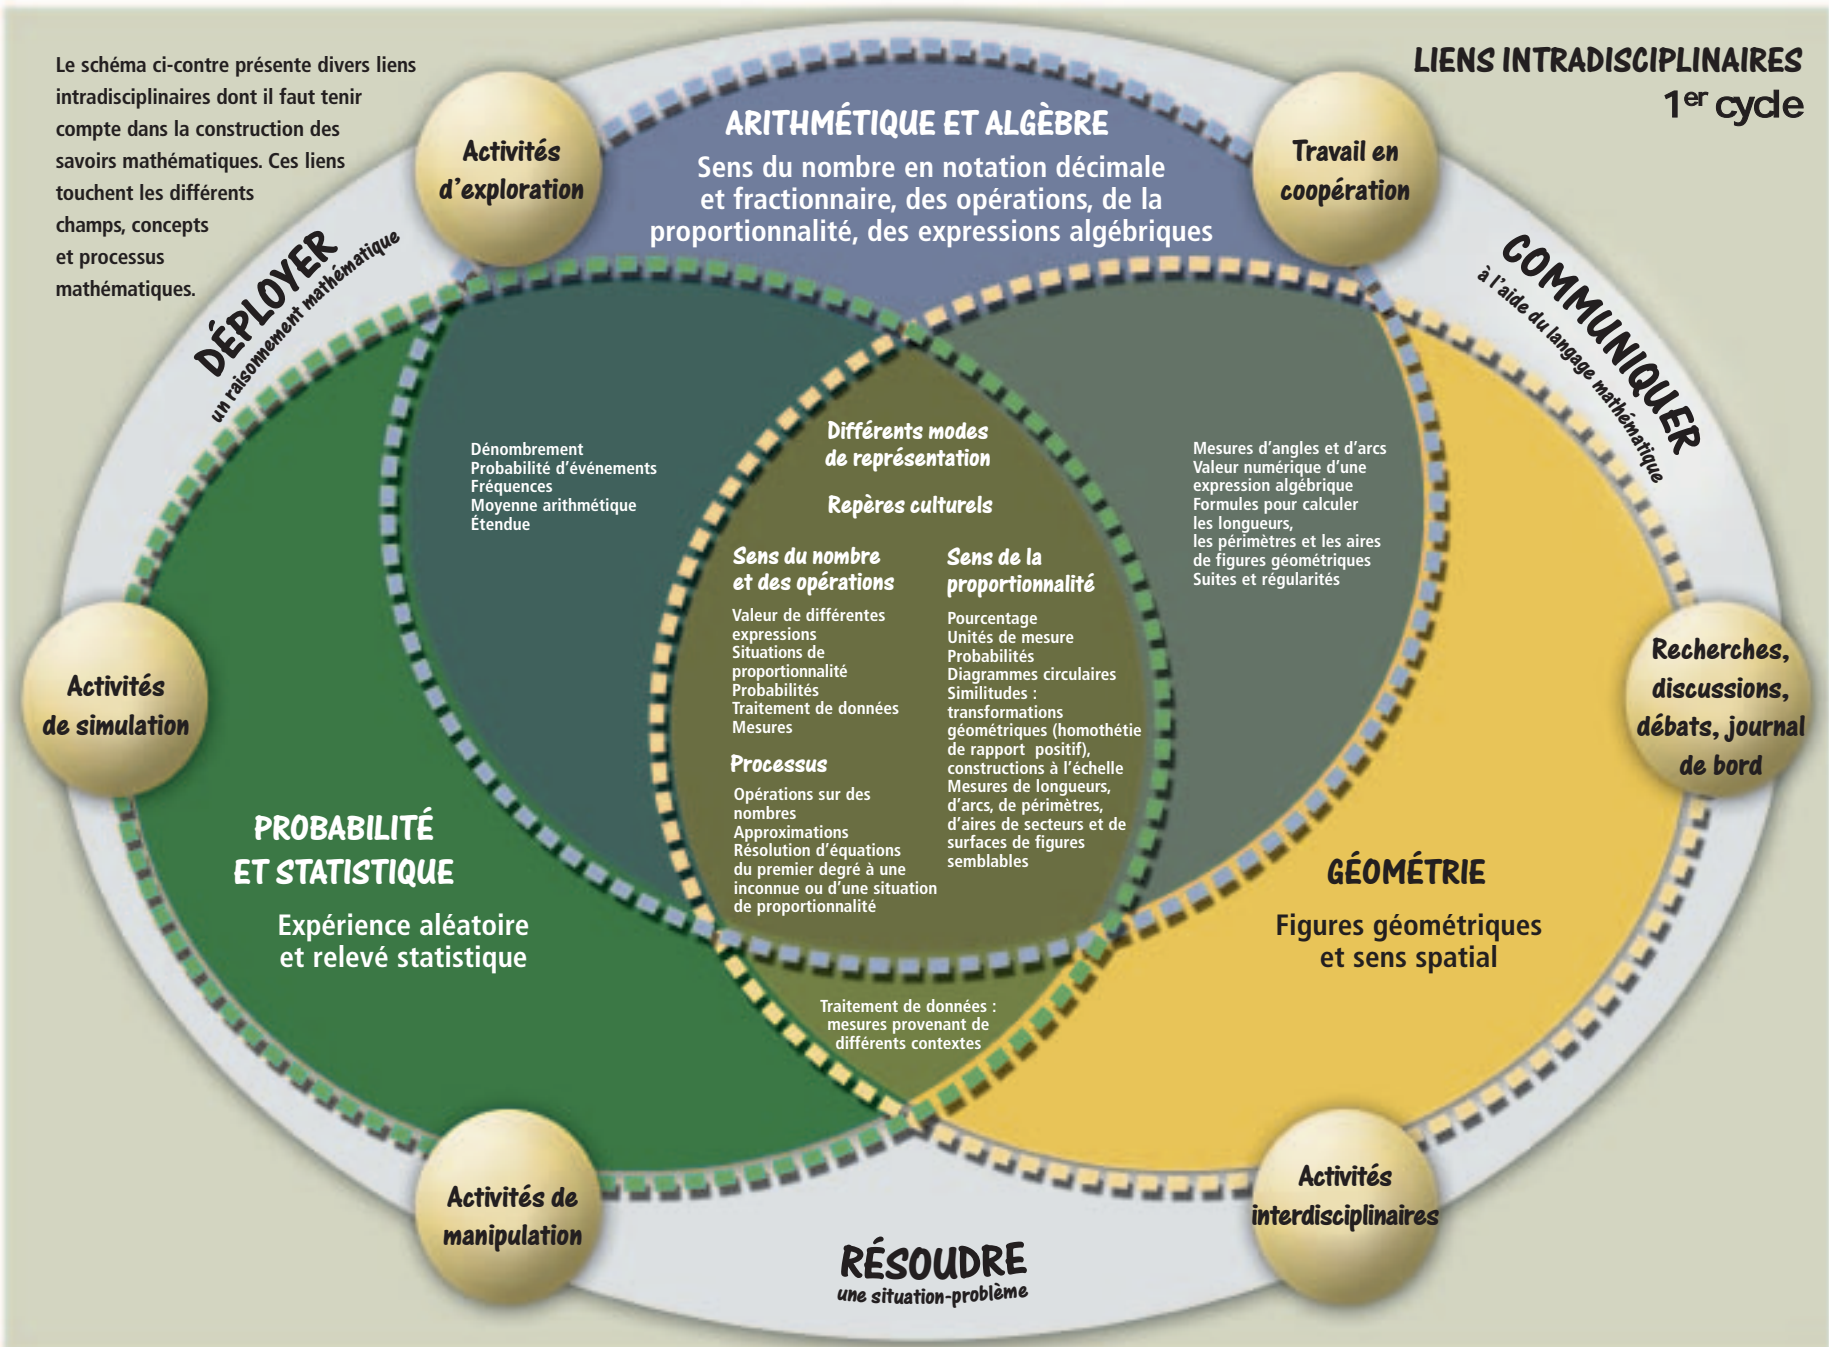 Le schéma ci-contre présente divers liens
intradisciplinaires dont il faut tenir
compte dans la construction des
savoirs mathématiques. Ces liens
touchent les différents
champs, concepts
et processus
mathématiques.
LIENS INTRADISCIPLINAIRES
1er cycle
Activités
d'exploration
Travail en
coopération
ARITHMÉTIQUE ET ALGÈBRE
Sens du nombre en notation décimale
et fractionnaire, des opérations, de la
proportionnalité, des expressions algébriques
DÉPLOYER
un raisonnement mathématique
COMMUNIQUER
à l'aide du langage mathématique
Dénombrement
Probabilité d'événements
Fréquences
Moyenne arithmétique
Étendue
Différents modes
de représentation
Repères culturels
Sens du nombre
et des opérations
Valeur de différentes
expressions
Situations de
proportionnalité
Probabilités
Traitement de données
Mesures
Processus
Opérations sur des
nombres
Approximations
Résolution d'équations
du premier degré à une
inconnue ou d'une situation
de proportionnalité
Sens de la
proportionnalité
Pourcentage
Unités de mesure
Probabilités
Diagrammes circulaires
Similitudes :
transformations
géométriques (homothétie
de rapport positif),
constructions à l'échelle
Mesures de longueurs,
d'arcs, de périmètres,
d'aires de secteurs et de
surfaces de figures
semblables
Mesures d'angles et d'arcs
Valeur numérique d'une
expression algébrique
Formules pour calculer
les longueurs,
les périmètres et les aires
de figures géométriques
Suites et régularités
Activités
de simulation
Recherches,
discussions,
débats, journal
de bord
PROBABILITÉ
ET STATISTIQUE
Expérience aléatoire
et relevé statistique
GÉOMÉTRIE
Figures géométriques
et sens spatial
Traitement de données :
mesures provenant de
différents contextes
Activités de
manipulation
Activités
interdisciplinaires
RÉSOUDRE
une situation-problème